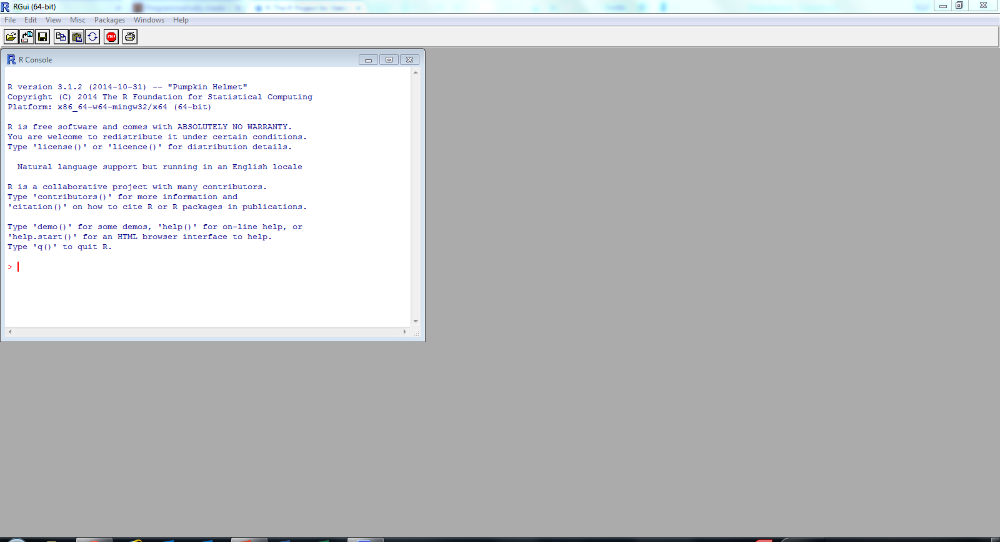 RGui (64-bit)
File Edit View Misc Packages Windows Help
STOP
R Console
R version 3.1.2 (2014-10-31) -- "Pumpkin Helmet"
Copyright (C) 2014 The R Foundation for Statistical Computing
Platform: x86_64-w64-mingw32/x64 (64-bit)
R is free software and comes with ABSOLUTELY NO WARRANTY.
You are welcome to redistribute it under certain conditions.
Type 'license()' or 'licence()' for distribution details.
Natural language support but running in an English locale
R is a collaborative project with many contributors.
Type 'contributors()' for more information and
'citation()' on how to cite R or R packages in publications.
Type 'demo()' for some demos, 'help()' for on-line help, or
'help.start()' for an HTML browser interface to help.
Type 'q()' to quit R.
>